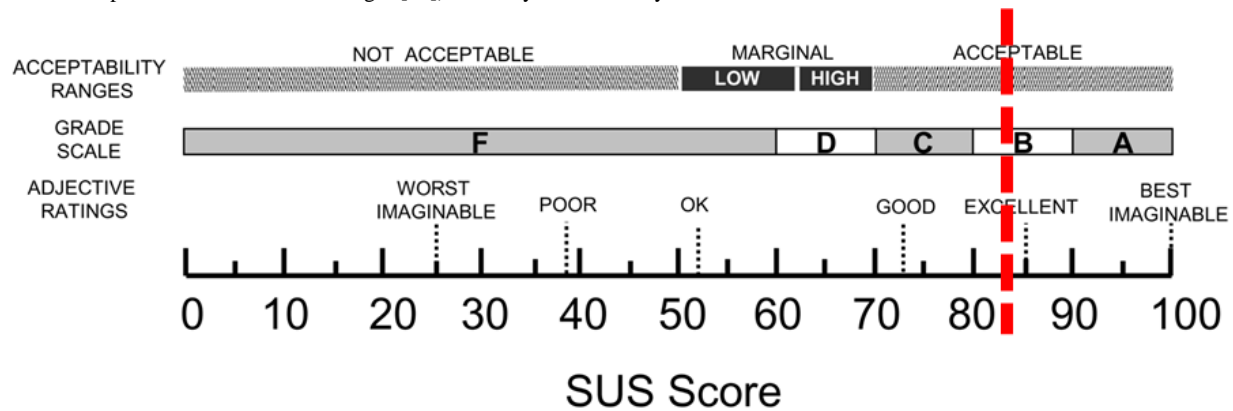 NOT ACCEPTABLE MARGINAL ACCEPTABLE
ACCEPTABILITY RANGES LOW HIGH
GRADE SCALE F D C B A
ADJECTIVE RATINGS
WORST IMAGINABLE POOR OK GOOD EXCELLENT BEST IMAGINABLE
0 10 20 30 40 50 60 70 80 90 100
SUS Score